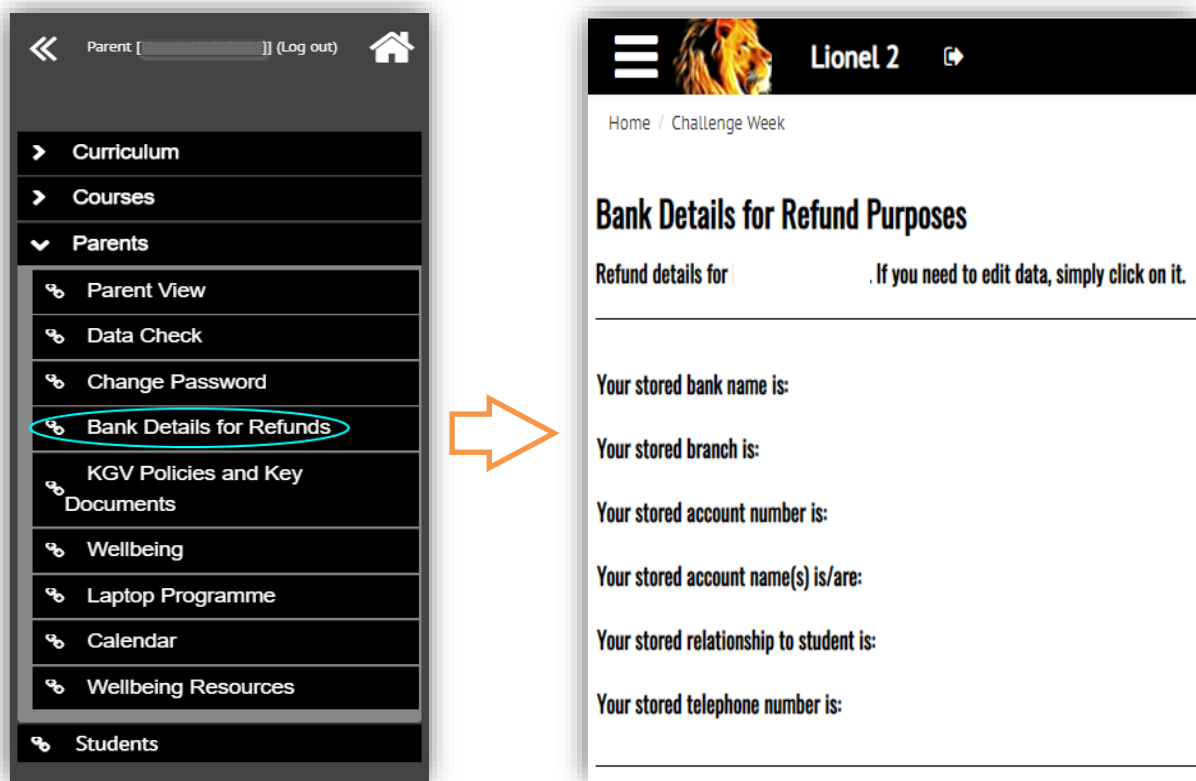 Parent [ ]] (Log out)
Curriculum
Courses
Parents
Parent View
Data Check
Change Password
Bank Details for Refunds
KGV Policies and Key
Documents
Wellbeing
Laptop Programme
Calendar
Wellbeing Resources
Students
Lionel 2
Home / Challenge Week
Bank Details for Refund Purposes
Refund details for . If you need to edit data, simply click on it.
Your stored bank name is:
Your stored branch is:
Your stored account number is:
Your stored account name(s) is/are:
Your stored relationship to student is:
Your stored telephone number is: